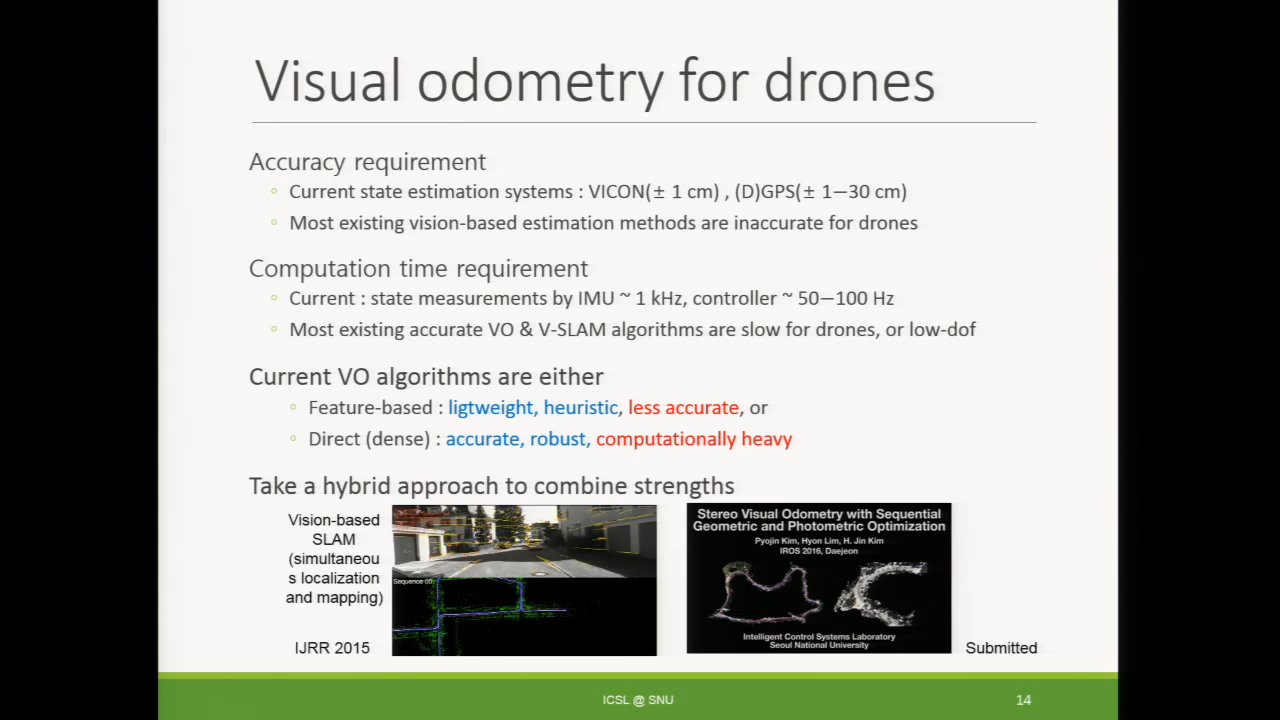 Visual odometry for drones
Accuracy requirement
◦ Current state estimation systems : VICON(± 1 cm) , (D)GPS(± 1−30 cm)
◦ Most existing vision-based estimation methods are inaccurate for drones
Computation time requirement
◦ Current : state measurements by IMU ~ 1 kHz, controller ~ 50−100 Hz
◦ Most existing accurate VO & V-SLAM algorithms are slow for drones, or low-dof
Current VO algorithms are either
◦ Feature-based : ligtweight, heuristic, less accurate, or
◦ Direct (dense) : accurate, robust, computationally heavy
Take a hybrid approach to combine strengths
Vision-based
SLAM
(simultaneou
s localization
and mapping)
IJRR 2015
Sequence 00
Stereo Visual Odometry with Sequential
Geometric and Photometric Optimization
Pyojin Kim, Hyon Lim, H. Jin Kim
IROS 2016, Daejeon
Intelligent Control Systems Laboratory
Seoul National University
Submitted
ICSL @ SNU
14